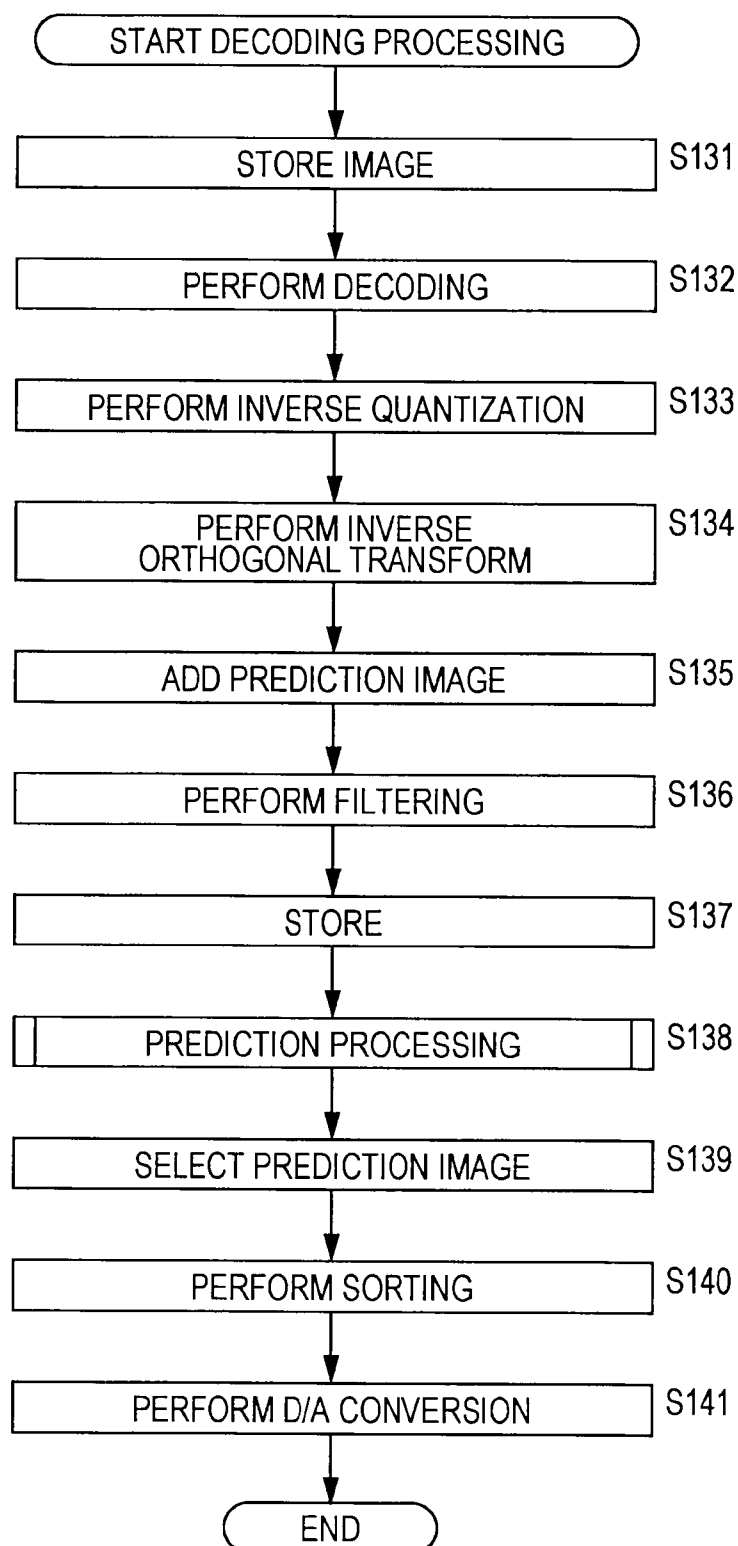 START DECODING PROCESSING
STORE IMAGE
S131
PERFORM DECODING
S132
PERFORM INVERSE QUANTIZATION
S133
PERFORM INVERSE
ORTHOGONAL TRANSFORM
S134
ADD PREDICTION IMAGE
S135
PERFORM FILTERING
S136
STORE
S137
PREDICTION PROCESSING
S138
SELECT PREDICTION IMAGE
S139
PERFORM SORTING
S140
PERFORM D/A CONVERSION
S141
END